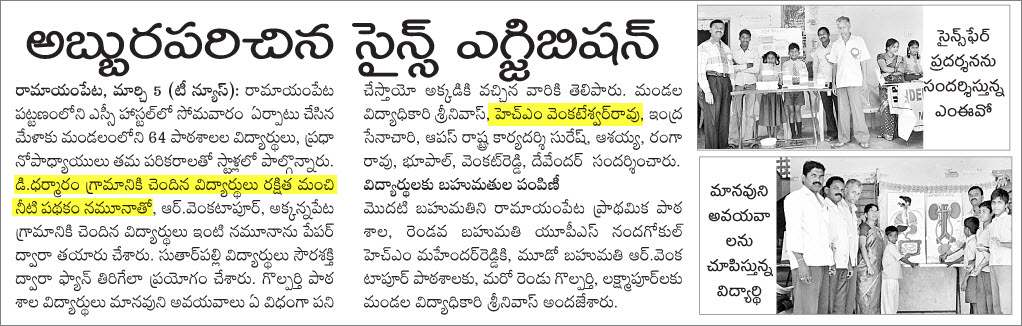 అబ్బురపరిచిన సైన్స్ ఎగ్జిబిషన్
రామాయంపేట, మార్చి 5 (టీ న్యూస్): రామాయంపేట
పట్టణంలోని ఎస్సీ హాస్టల్‌లో సోమవారం ఏర్పాటు చేసిన
మేళాకు మండలంలోని 64 పాఠశాలల విద్యార్థులు, ప్రధా
నోపాధ్యాయులు తమ పరికరాలతో స్టాళ్లలో పాల్గొన్నారు.
డి.ధర్మారం గ్రామానికి చెందిన విద్యార్థులు రక్షిత మంచి
నీటి పథకం నమూనాతో, ఆర్.వెంకటాపూర్, అక్కన్నపేట
గ్రామానికి చెందిన విద్యార్థులు ఇంటి నమూనాను పేపర్
ద్వారా తయారు చేశారు. సుతార్‌పల్లి విద్యార్థులు సౌరశక్తి
ద్వారా ఫ్యాన్ తిరిగేలా ప్రయోగం చేశారు. గొల్పర్తి పాఠ
శాల విద్యార్థులు మానవుని అవయవాలు ఏ విధంగా పని
చేస్తాయో అక్కడికి వచ్చిన వారికి తెలిపారు. మండల
విద్యాధికారి శ్రీనివాస్, హెచ్ఎం వెంకటేశ్వర్‌రావు, ఇంద్ర
సేనాచారి, ఆపస్ రాష్ట్ర కార్యదర్శి సురేష్, ఆశయ్య, రంగా
రావు, భూపాల్, వెంకట్‌రెడ్డి, దేవేందర్ సందర్శించారు.
విద్యార్థులకు బహుమతుల పంపిణీ
మొదటి బహుమతిని రామాయంపేట ప్రాథమిక పాఠ
శాల, రెండవ బహుమతి యూపీఎస్ నందగోకుల్
హెచ్ఎం మహేందర్‌రెడ్డికి, మూడో బహుమతి ఆర్.వెంక
టాపూర్ పాఠశాలకు, మరో రెండు గొల్పర్తి, లక్ష్మాపూర్‌లకు
మండల విద్యాధికారి శ్రీనివాస్ అందజేశారు.
సైన్స్‌ఫేర్
ప్రదర్శనను
సందర్శిస్తున్న
ఎంఈవో
మానవుని
అవయవా
లను
చూపిస్తున్న
విద్యార్థి